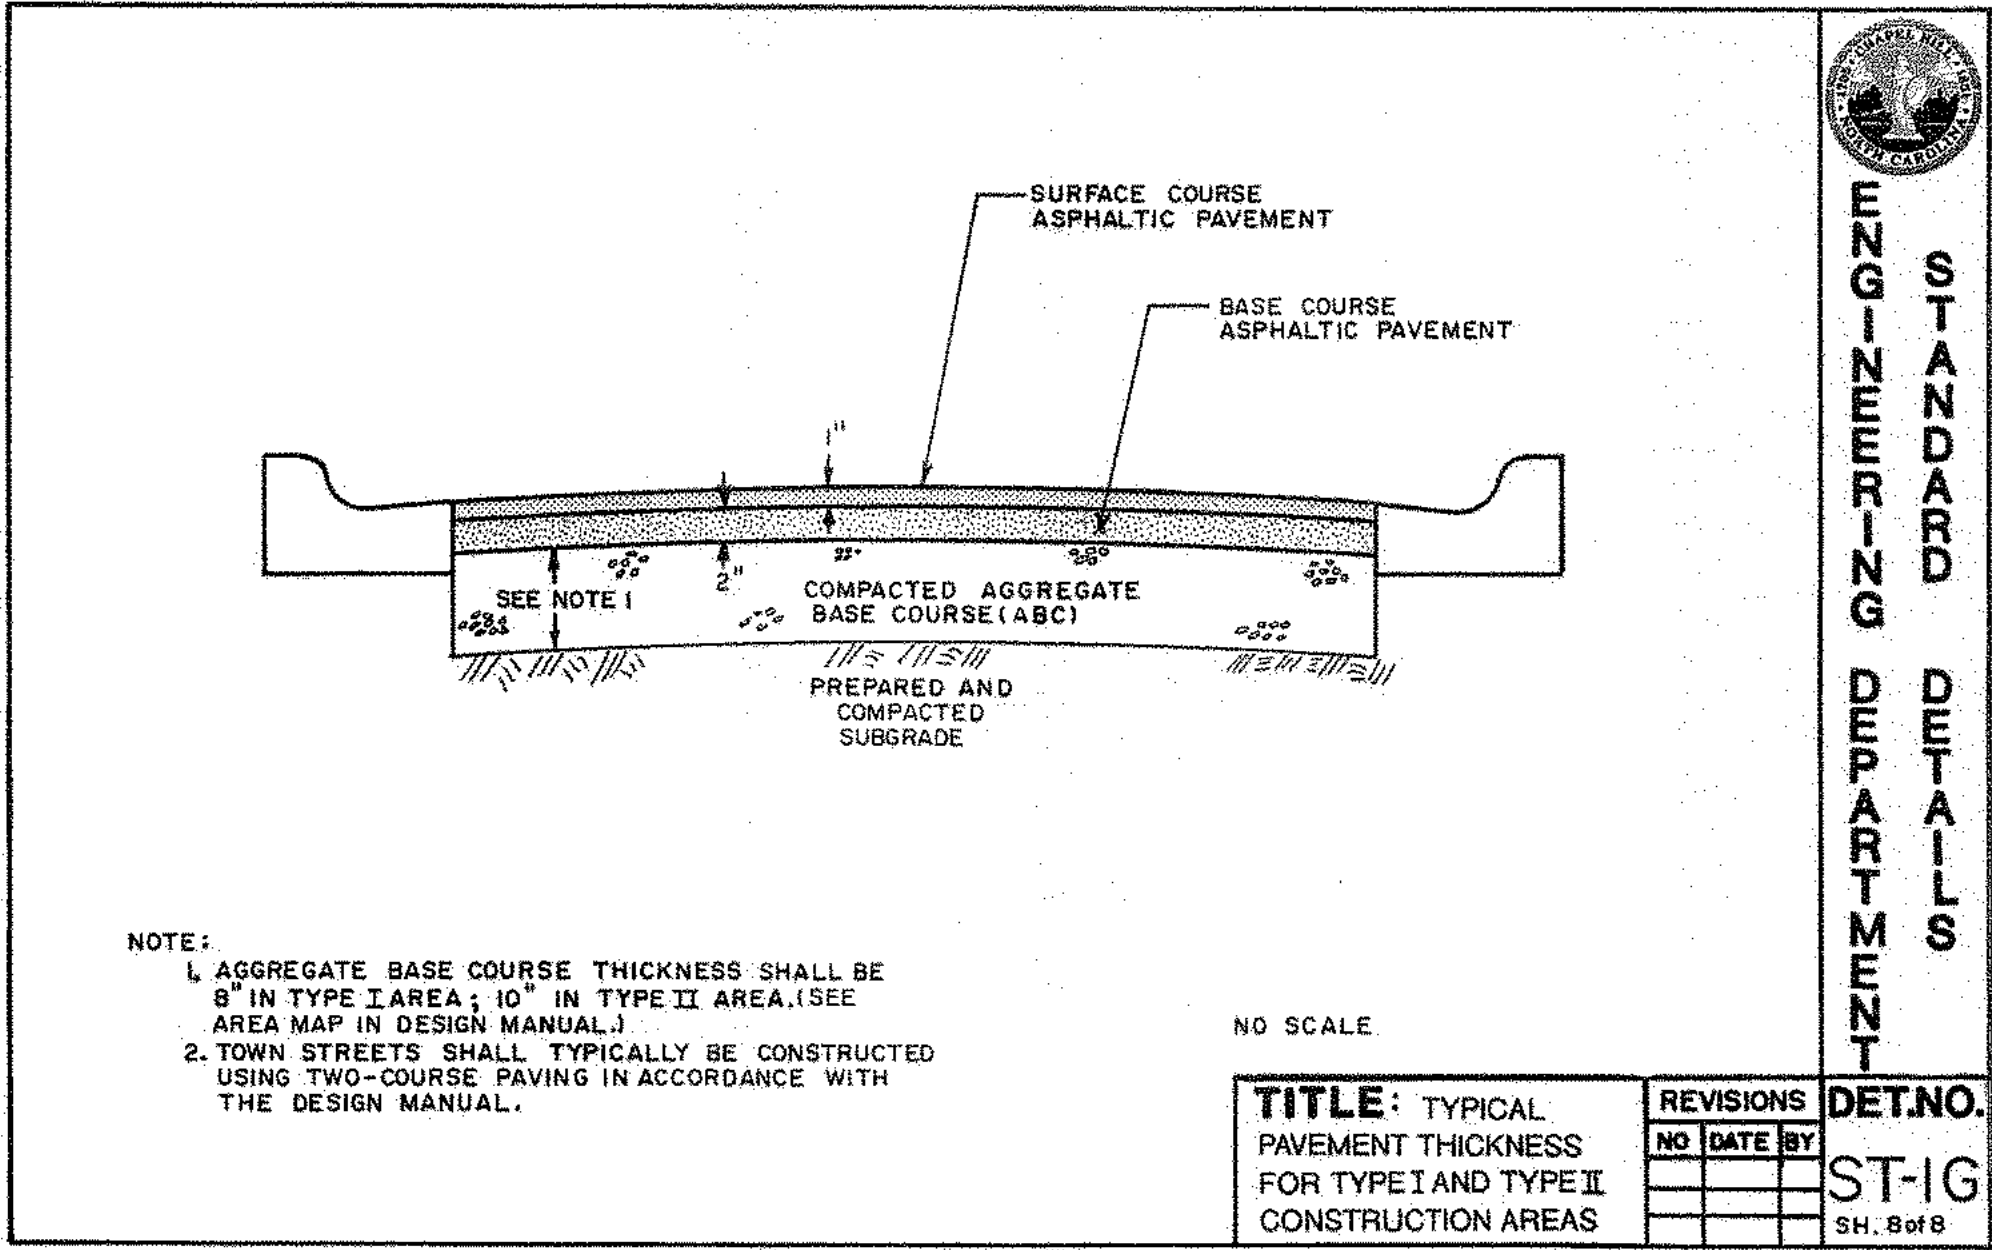 CHAPEL HILL
NORTH CAROLINA
SURFACE COURSE
ASPHALTIC PAVEMENT
BASE COURSE
ASPHALTIC PAVEMENT
1"
2"
SEE NOTE 1
COMPACTED AGGREGATE
BASE COURSE (ABC)
PREPARED AND
COMPACTED
SUBGRADE
NOTE:
1. AGGREGATE BASE COURSE THICKNESS SHALL BE
8" IN TYPE I AREA; 10" IN TYPE II AREA. (SEE
AREA MAP IN DESIGN MANUAL.)
2. TOWN STREETS SHALL TYPICALLY BE CONSTRUCTED
USING TWO-COURSE PAVING IN ACCORDANCE WITH
THE DESIGN MANUAL.
NO SCALE
TITLE: TYPICAL
PAVEMENT THICKNESS
FOR TYPE I AND TYPE II
CONSTRUCTION AREAS
REVISIONS
NO DATE BY
ENGINEERING DEPARTMENT
STANDARD DETAILS
DET.NO.
ST-1G
SH. 8 of 8